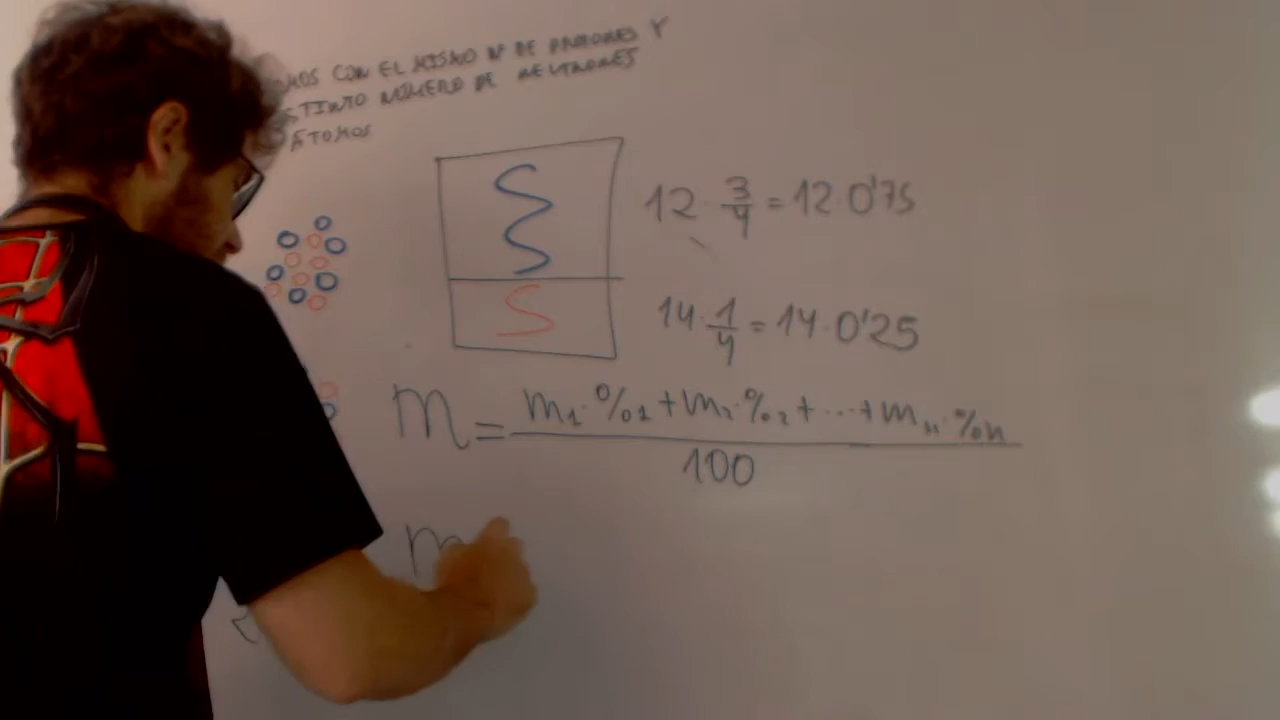 MOS CON EL MISMO Nº DE PROTONES Y
STINTO NÚMERO DE NEUTRONES
ÁTOMOS
12 · 3/4 = 12 · 0'75
14 · 1/4 = 14 · 0'25
m = (m₁ · %₁ + m₂ · %₂ + ... + mₙ · %n) / 100
m